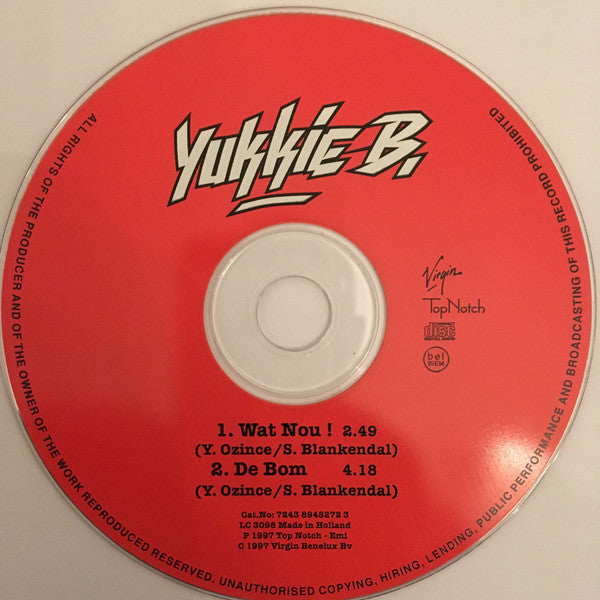 Yukkie B.
Virgin
TopNotch
COMPACT
disc
DIGITAL AUDIO
bel
BIEM
1. Wat Nou ! 2.49
(Y. Ozince/S. Blankendal)
2. De Bom 4.18
(Y. Ozince/S. Blankendal)
Cat.No: 7243 8945272 3
LC 3098 Made in Holland
P 1997 Top Notch - Emi
C 1997 Virgin Benelux Bv
ALL RIGHTS OF THE PRODUCER AND OF THE OWNER OF THE WORK REPRODUCED RESERVED. UNAUTHORISED COPYING, HIRING, LENDING, PUBLIC PERFORMANCE AND BROADCASTING OF THIS RECORD PROHIBITED